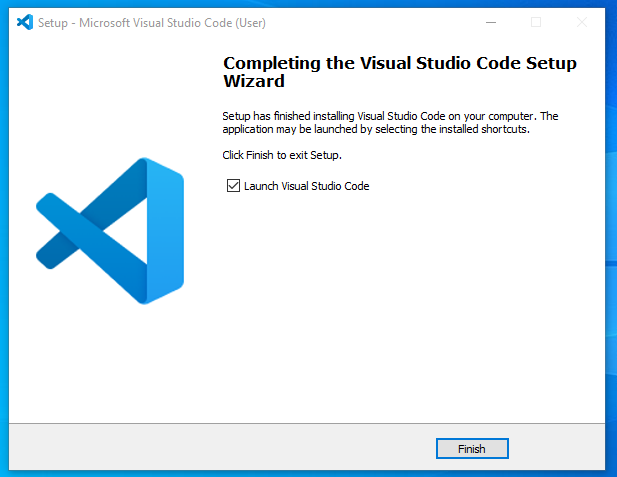 Setup - Microsoft Visual Studio Code (User)
Completing the Visual Studio Code Setup
Wizard
Setup has finished installing Visual Studio Code on your computer. The
application may be launched by selecting the installed shortcuts.
Click Finish to exit Setup.
Launch Visual Studio Code
Finish